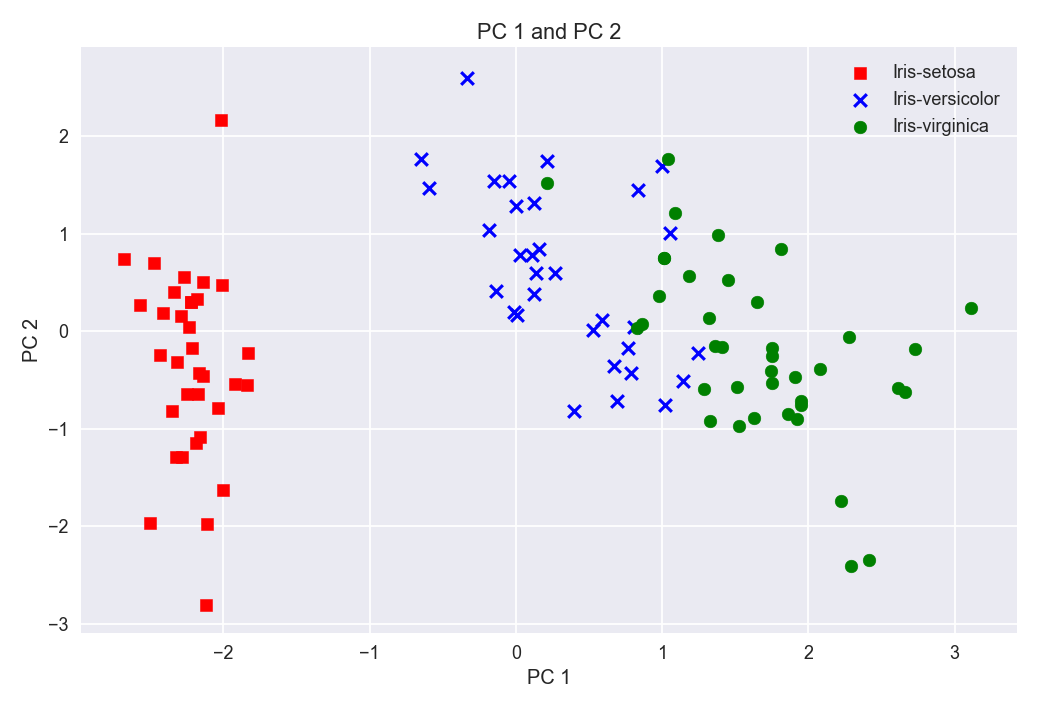 PC 1 and PC 2
Iris-setosa
Iris-versicolor
Iris-virginica
PC 2
2
1
0
−1
−2
−3
−2
−1
0
1
2
3
PC 1